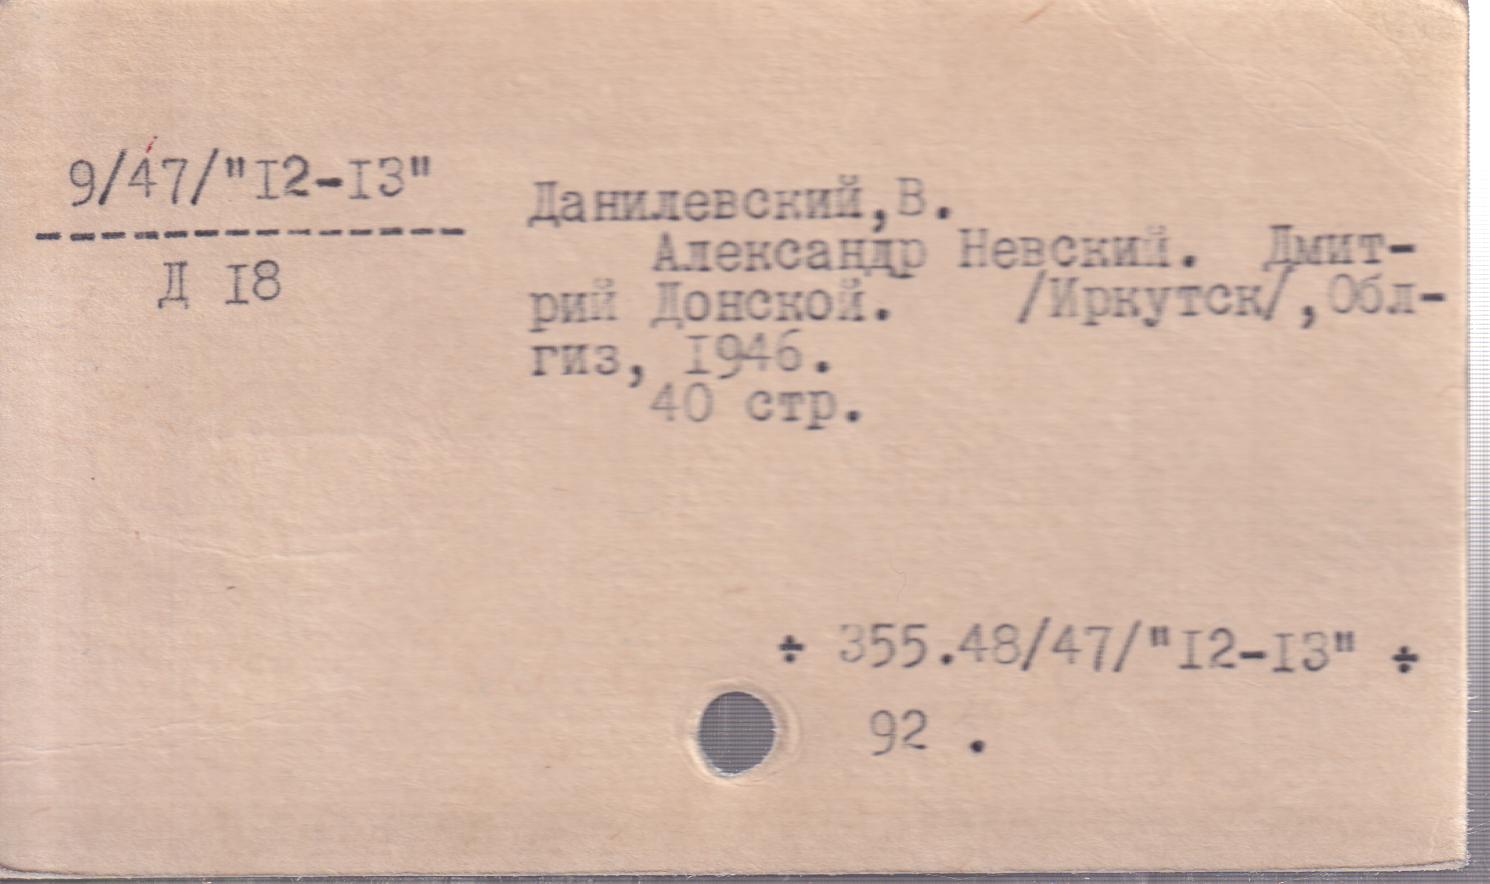 9/47/"I2-I3"
Д I8
Данилевский,В.
Александр Невский. Дмит-
рий Донской. /Иркутск/,Обл-
гиз, I946.
40 стр.
÷ 355.48/47/"I2-I3" ÷
92 .